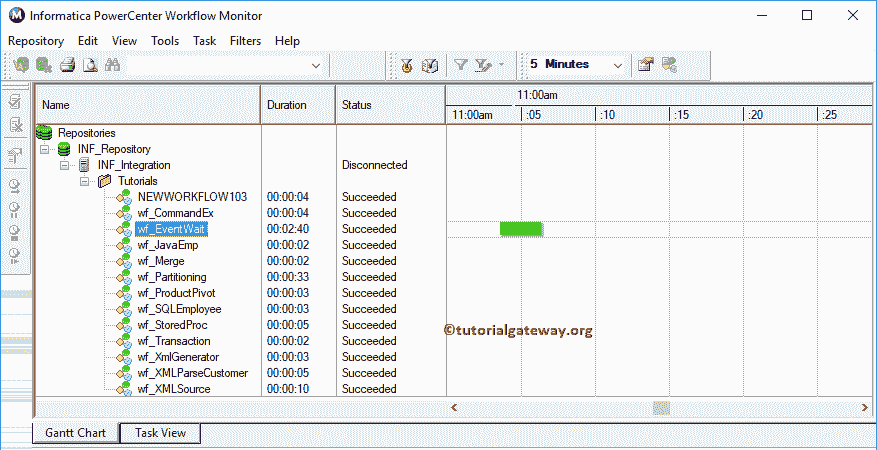 Informatica PowerCenter Workflow Monitor
Repository Edit View Tools Task Filters Help
5 Minutes
Name Duration Status 11:00am
11:00am :05 :10 :15 :20 :25
Repositories
INF_Repository
INF_Integration Disconnected
Tutorials
NEWWORKFLOW103 00:00:04 Succeeded
wf_CommandEx 00:00:04 Succeeded
wf_EventWait 00:02:40 Succeeded
wf_JavaEmp 00:00:02 Succeeded
wf_Merge 00:00:02 Succeeded
wf_Partitioning 00:00:33 Succeeded
wf_ProductPivot 00:00:03 Succeeded
wf_SQLEmployee 00:00:03 Succeeded
wf_StoredProc 00:00:05 Succeeded
©tutorialgateway.org
wf_Transaction 00:00:02 Succeeded
wf_XmlGenerator 00:00:03 Succeeded
wf_XMLParseCustomer 00:00:05 Succeeded
wf_XMLSource 00:00:10 Succeeded
Gantt Chart Task View